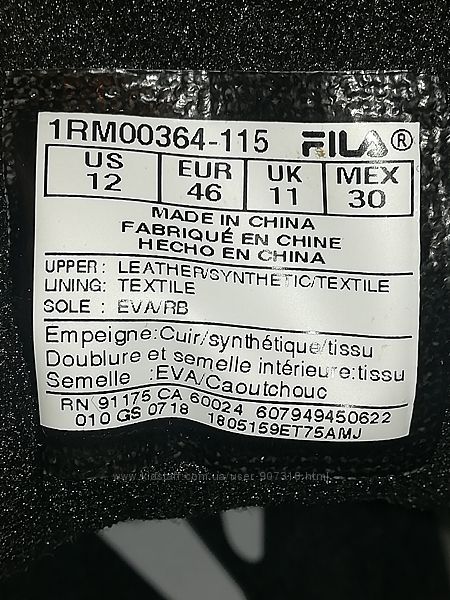 1RM00364-115 FILA®
US EUR UK MEX
12 46 11 30
MADE IN CHINA
FABRIQUÉ EN CHINE
HECHO EN CHINA
UPPER: LEATHER/SYNTHETIC/TEXTILE
LINING: TEXTILE
SOLE : EVA/RB
Empeigne:Cuir/synthétique/tissu
Doublure et semelle intérieure:tissu
Semelle :EVA/Caoutchouc
RN 91175 CA 60024 607949450622
010 GS 0718 1805159ET75AMJ